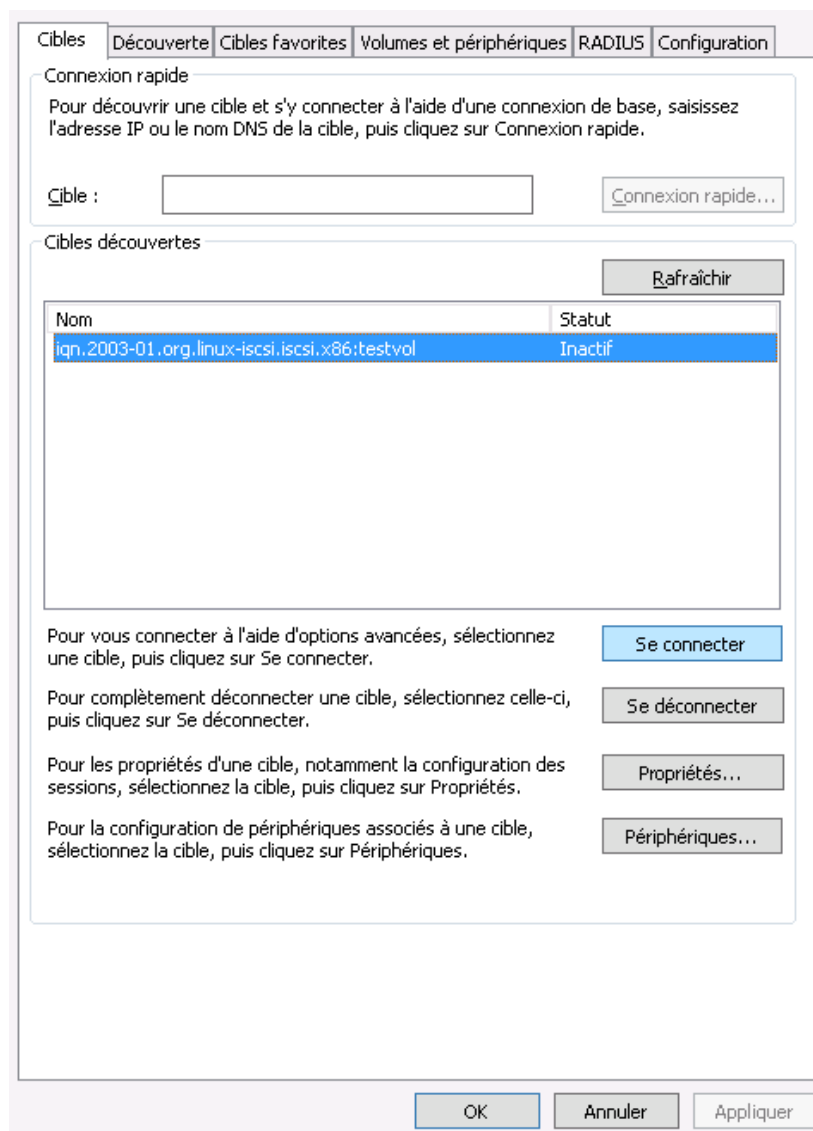 Cibles Découverte Cibles favorites Volumes et périphériques RADIUS Configuration
Connexion rapide
Pour découvrir une cible et s'y connecter à l'aide d'une connexion de base, saisissez
l'adresse IP ou le nom DNS de la cible, puis cliquez sur Connexion rapide.
Cible :
Connexion rapide...
Cibles découvertes
Rafraîchir
Nom Statut
iqn.2003-01.org.linux-iscsi.iscsi.x86:testvol Inactif
Pour vous connecter à l'aide d'options avancées, sélectionnez
une cible, puis cliquez sur Se connecter.
Se connecter
Pour complètement déconnecter une cible, sélectionnez celle-ci,
puis cliquez sur Se déconnecter.
Se déconnecter
Pour les propriétés d'une cible, notamment la configuration des
sessions, sélectionnez la cible, puis cliquez sur Propriétés.
Propriétés...
Pour la configuration de périphériques associés à une cible,
sélectionnez la cible, puis cliquez sur Périphériques.
Périphériques...
OK Annuler Appliquer